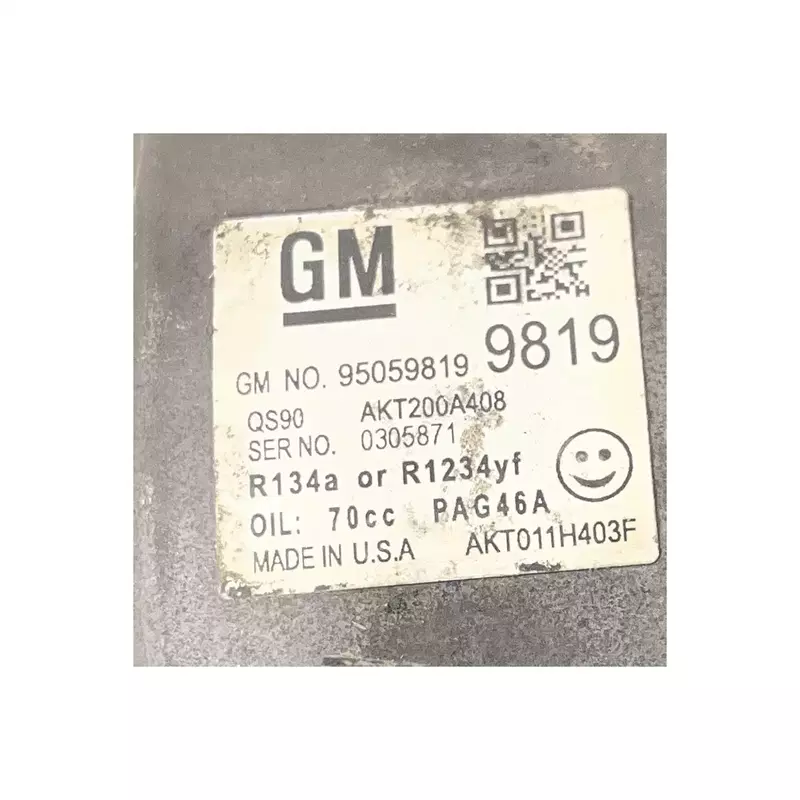 GM
9819
GM NO. 95059819
QS90 AKT200A408
SER NO. 0305871
R134a or R1234yf
OIL: 70cc PAG46A
MADE IN U.S.A AKT011H403F